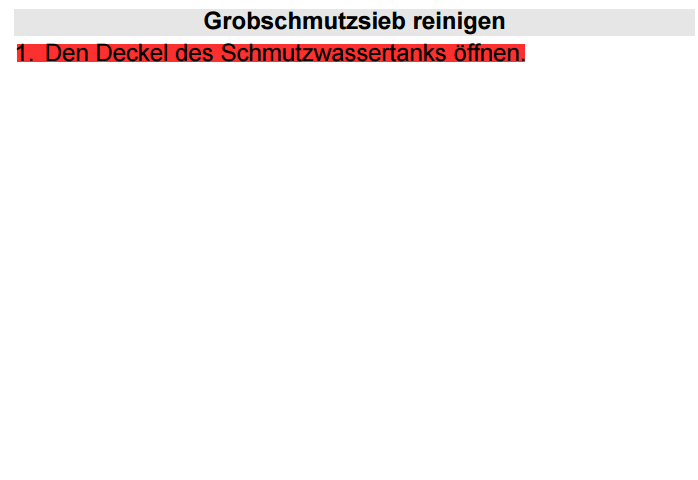 Grobschmutzsieb reinigen
1. Den Deckel des Schmutzwassertanks öffnen.